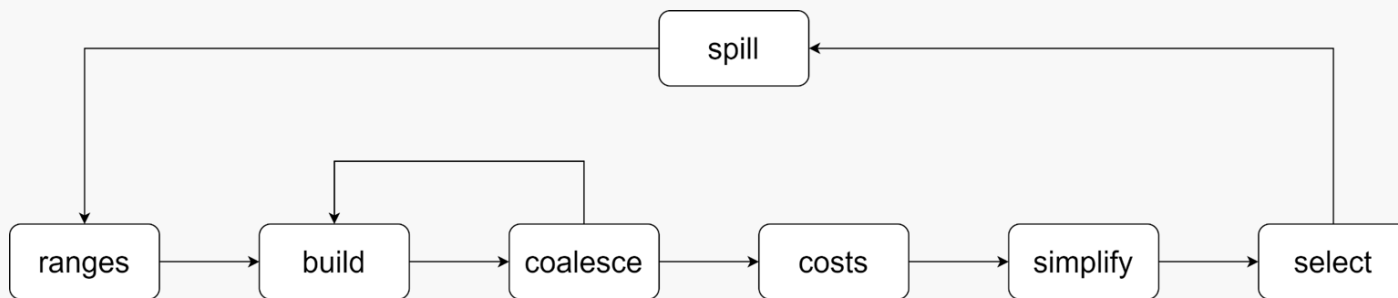 spill
ranges
build
coalesce
costs
simplify
select